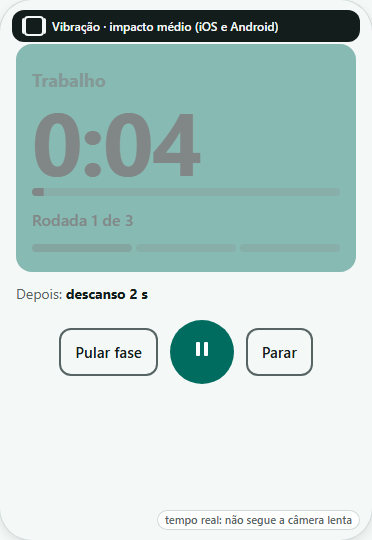 Vibração · impacto médio (iOS e Android)
Trabalho
0:04
Rodada 1 de 3
Depois: descanso 2 s
Pular fase
Parar
tempo real: não segue a câmera lenta